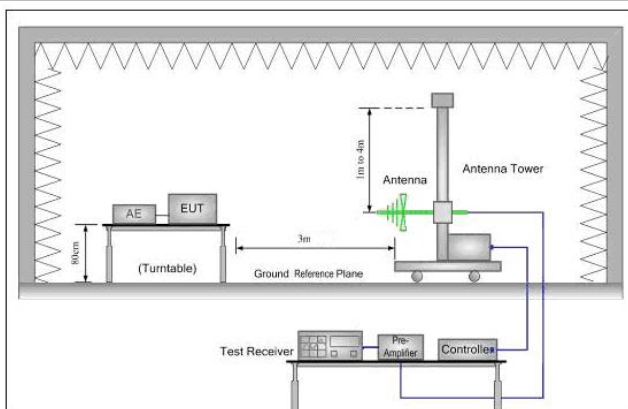 1m to 4m
Antenna
Antenna Tower
AE
EUT
80cm
(Turntable)
3m
Ground Reference Plane
Test Receiver
Pre-
Amplifier
Controller